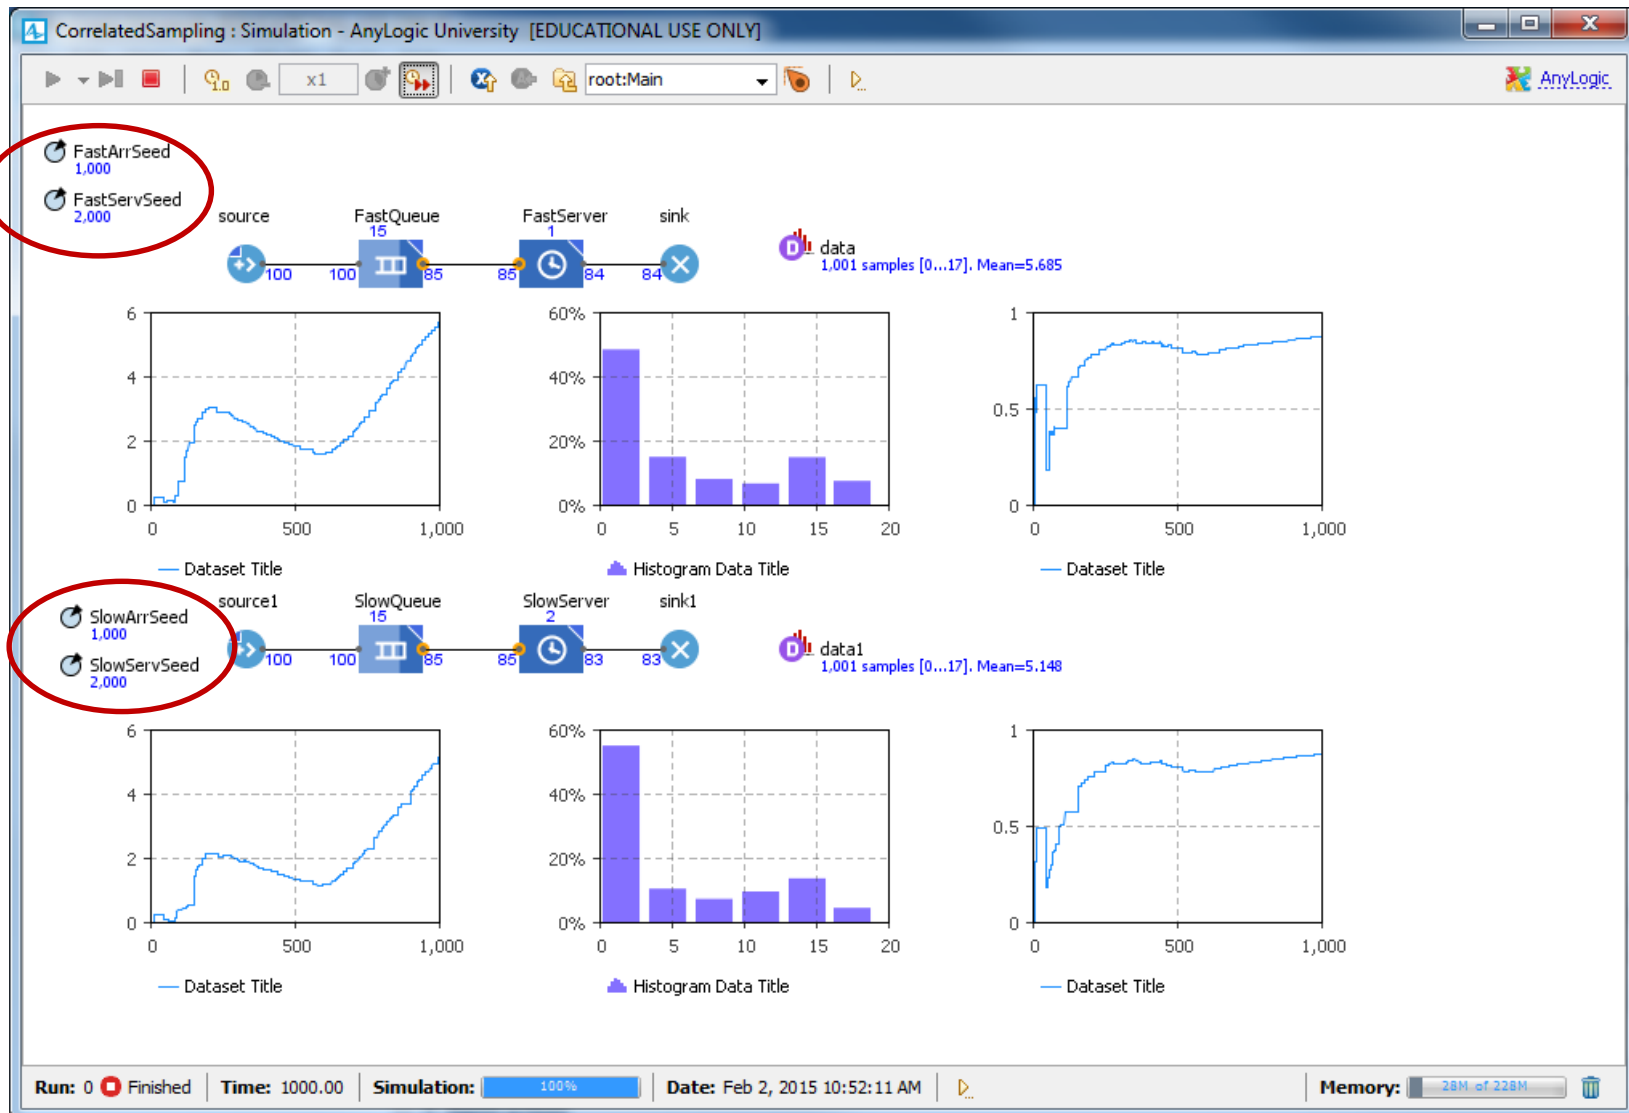 CorrelatedSampling : Simulation - AnyLogic University [EDUCATIONAL USE ONLY]
x1
root:Main
AnyLogic
FastArrSeed
1,000
FastServSeed
2,000
source FastQueue FastServer sink
15 1
100 100 85 85 84 84
data
1,001 samples [0...17]. Mean=5.685
6
4
2
0
0 500 1,000
Dataset Title
60%
40%
20%
0%
0 5 10 15 20
Histogram Data Title
1
0.5
0
0 500 1,000
Dataset Title
SlowArrSeed
1,000
SlowServSeed
2,000
source1 SlowQueue SlowServer sink1
15 2
100 100 85 85 83 83
data1
1,001 samples [0...17]. Mean=5.148
6
4
2
0
0 500 1,000
Dataset Title
60%
40%
20%
0%
0 5 10 15 20
Histogram Data Title
1
0.5
0
0 500 1,000
Dataset Title
Run: 0 Finished Time: 1000.00 Simulation: 100% Date: Feb 2, 2015 10:52:11 AM Memory: 28M of 228M